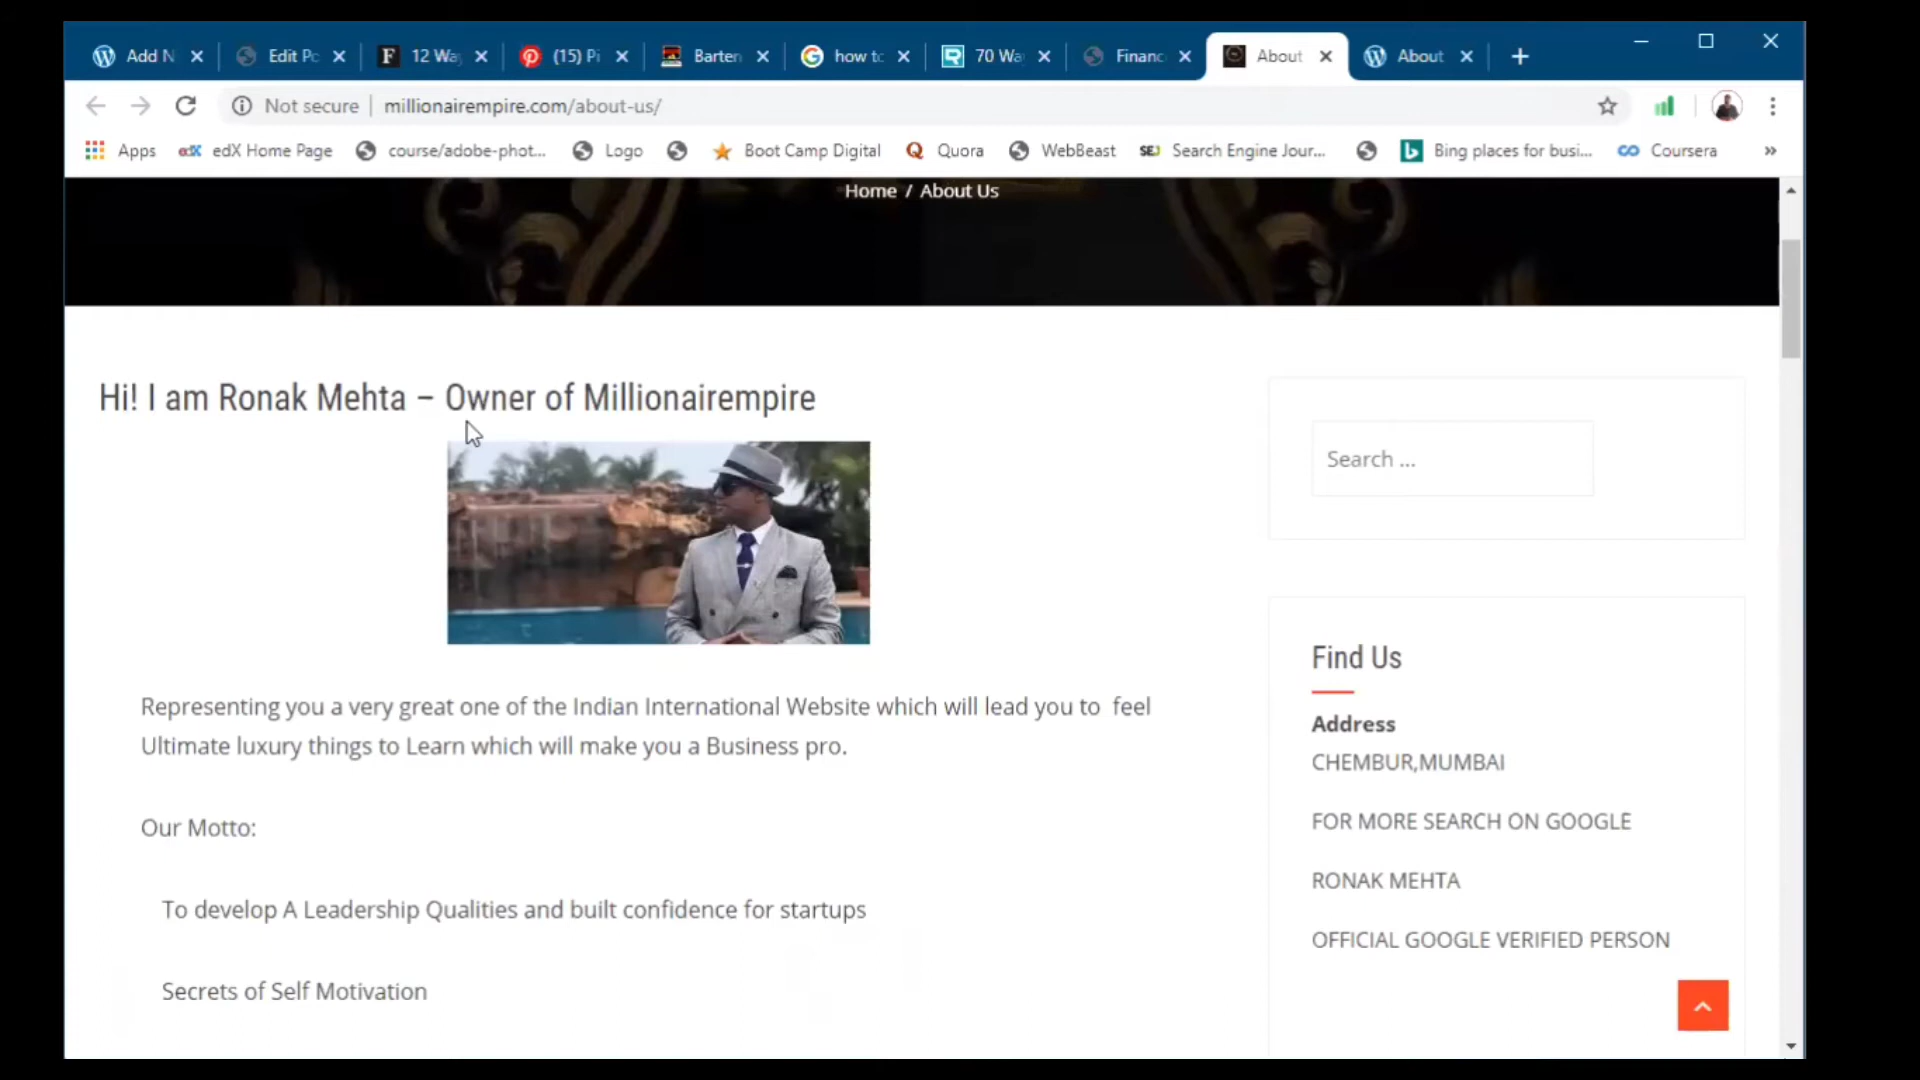 Add N
Edit Pc
12 Wa
(15) Pi
Barten
how to
70 Wa
Financ
About
About
Not secure
millionairempire.com/about-us/
Apps
edX Home Page
course/adobe-phot...
Logo
Boot Camp Digital
Quora
WebBeast
SEJ
Search Engine Jour...
Bing places for busi...
Coursera
Home / About Us
Hi! I am Ronak Mehta – Owner of Millionairempire
Search ...
Representing you a very great one of the Indian International Website which will lead you to feel
Ultimate luxury things to Learn which will make you a Business pro.
Our Motto:
To develop A Leadership Qualities and built confidence for startups
Secrets of Self Motivation
Find Us
Address
CHEMBUR,MUMBAI
FOR MORE SEARCH ON GOOGLE
RONAK MEHTA
OFFICIAL GOOGLE VERIFIED PERSON